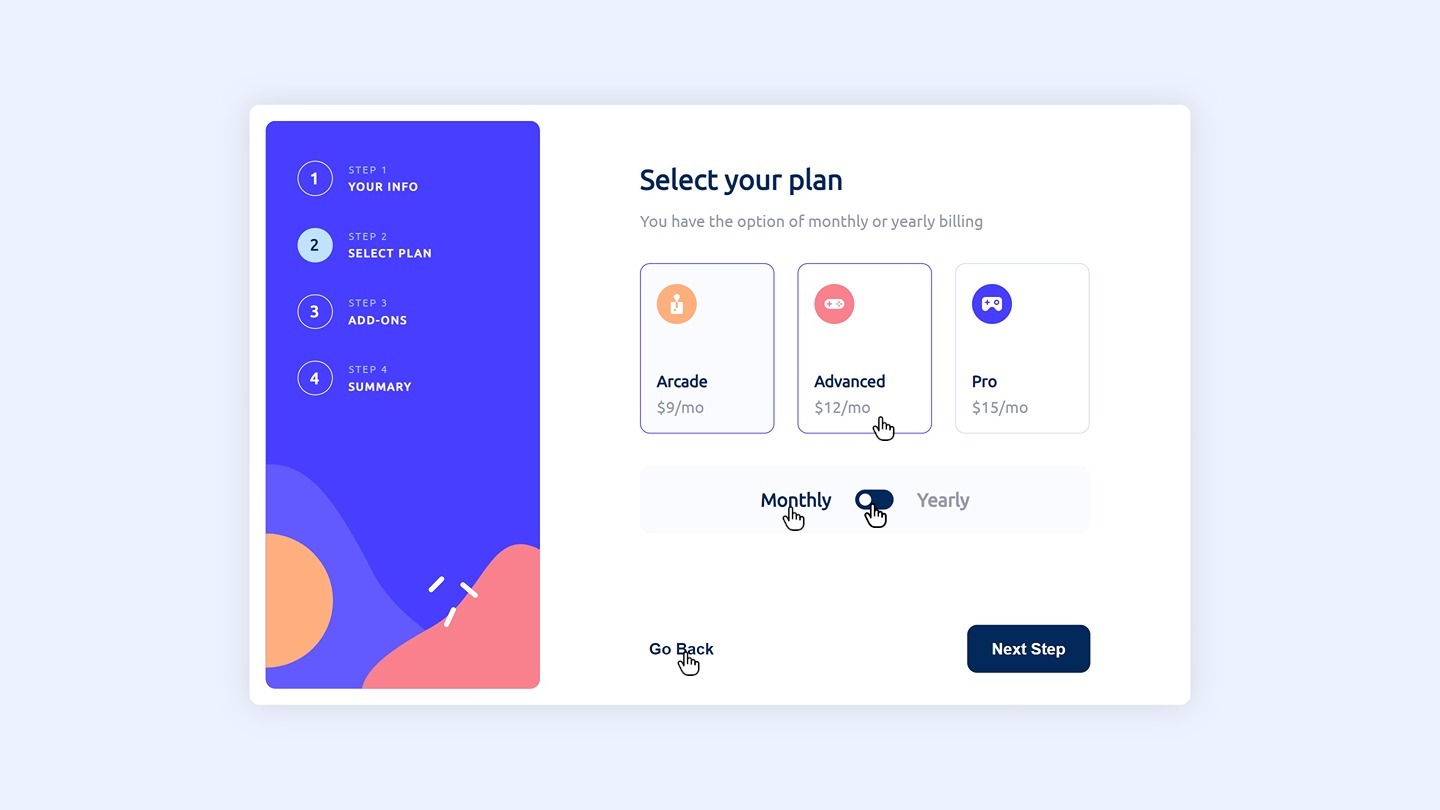 1
STEP 1
YOUR INFO
2
STEP 2
SELECT PLAN
3
STEP 3
ADD-ONS
4
STEP 4
SUMMARY
Select your plan
You have the option of monthly or yearly billing
Arcade
$9/mo
Advanced
$12/mo
Pro
$15/mo
Monthly
Yearly
Go Back
Next Step